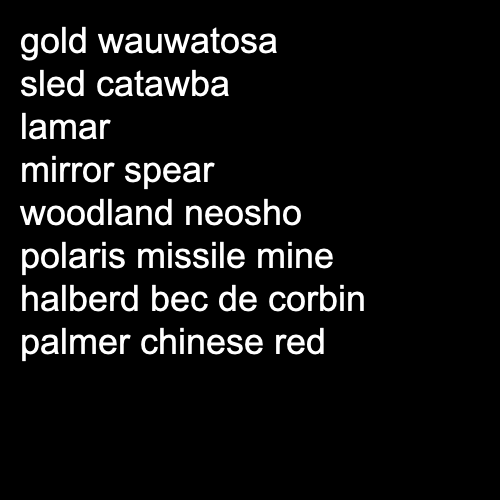 gold wauwatosa
sled catawba
lamar
mirror spear
woodland neosho
polaris missile mine
halberd bec de corbin
palmer chinese red